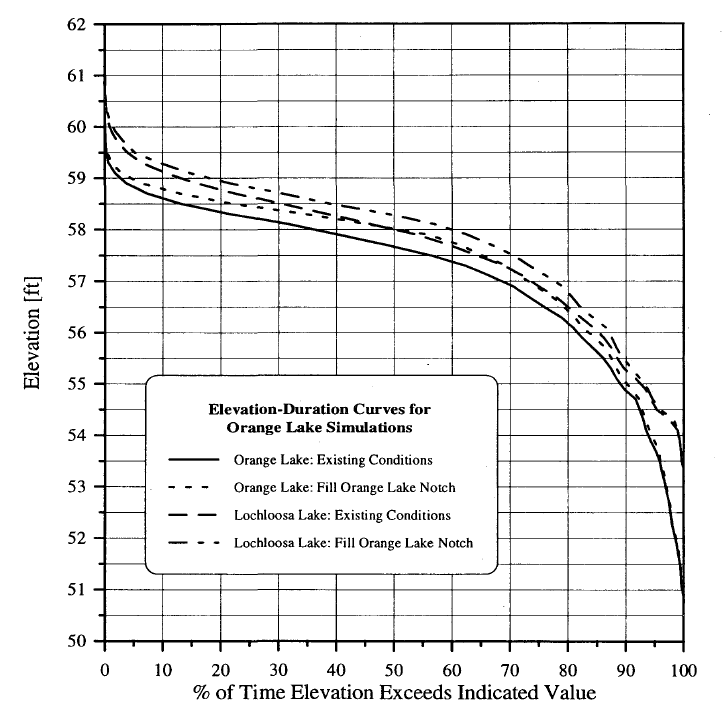 62
61
60
59
58
57
56
55
54
53
52
51
50
Elevation [ft]
Elevation-Duration Curves for
Orange Lake Simulations
Orange Lake: Existing Conditions
Orange Lake: Fill Orange Lake Notch
Lochloosa Lake: Existing Conditions
Lochloosa Lake: Fill Orange Lake Notch
0 10 20 30 40 50 60 70 80 90 100
% of Time Elevation Exceeds Indicated Value